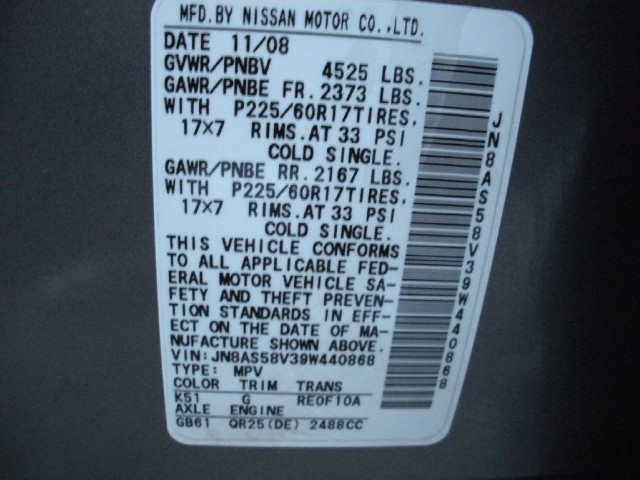 MFD.BY NISSAN MOTOR CO.,LTD.
DATE 11/08
GVWR/PNBV 4525 LBS.
GAWR/PNBE FR.2373 LBS.
WITH P225/60R17TIRES,
17×7 RIMS.AT 33 PSI
COLD SINGLE.
GAWR/PNBE RR.2167 LBS.
WITH P225/60R17TIRES,
17×7 RIMS.AT 33 PSI
COLD SINGLE.
THIS VEHICLE CONFORMS
TO ALL APPLICABLE FED-
ERAL MOTOR VEHICLE SA-
FETY AND THEFT PREVEN-
TION STANDARDS IN EFF-
ECT ON THE DATE OF MA-
NUFACTURE SHOWN ABOVE.
VIN:JN8AS58V39W440868
TYPE: MPV
COLOR TRIM TRANS
K51 G RE0F10A
AXLE ENGINE
GB61 QR25(DE) 2488CC
JN8AS58V39W440868